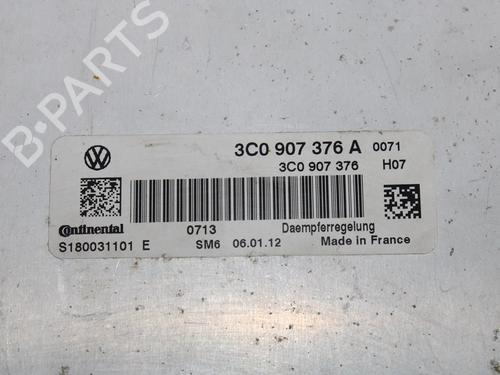 B-PARTS
3C0 907 376 A 0071
3C0 907 376 H07
Continental 0713 Daempferregelung
S180031101 E SM6 06.01.12 Made in France